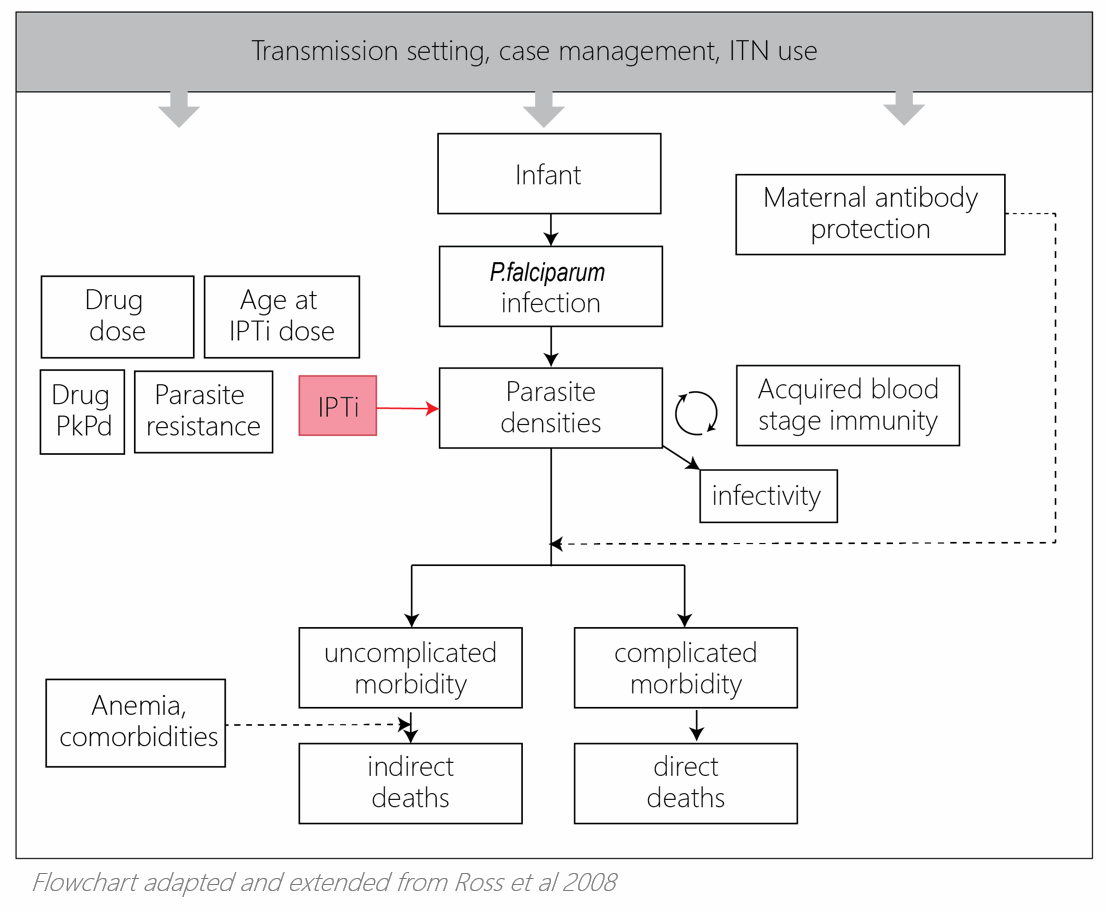 Transmission setting, case management, ITN use
Infant
Maternal antibody
protection
P.falciparum
infection
Drug
dose
Age at
IPTi dose
Drug
PkPd
Parasite
resistance
IPTi
Parasite
densities
Acquired blood
stage immunity
infectivity
uncomplicated
morbidity
complicated
morbidity
Anemia,
comorbidities
indirect
deaths
direct
deaths
Flowchart adapted and extended from Ross et al 2008